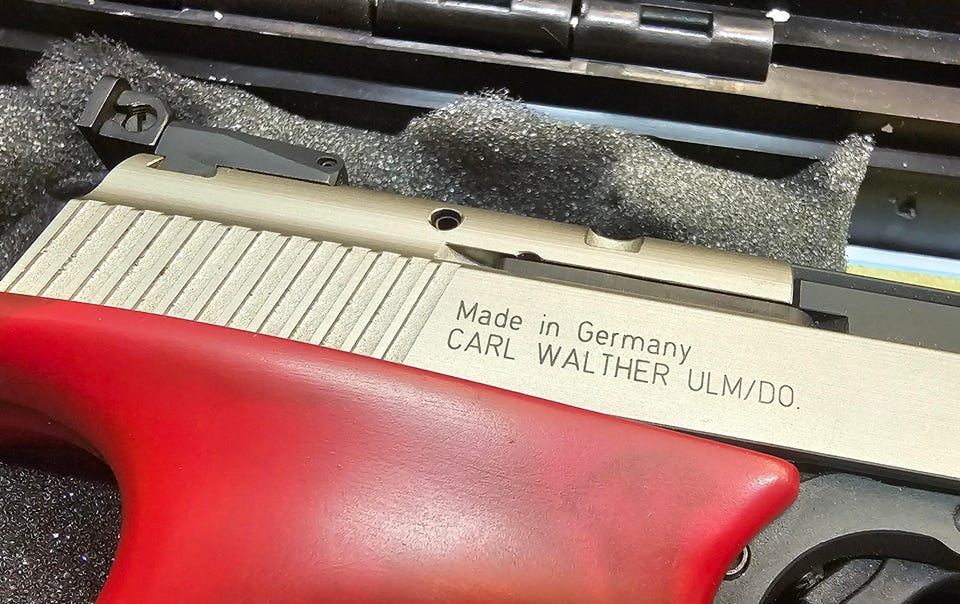 Made in Germany
CARL WALTHER ULM/DO.